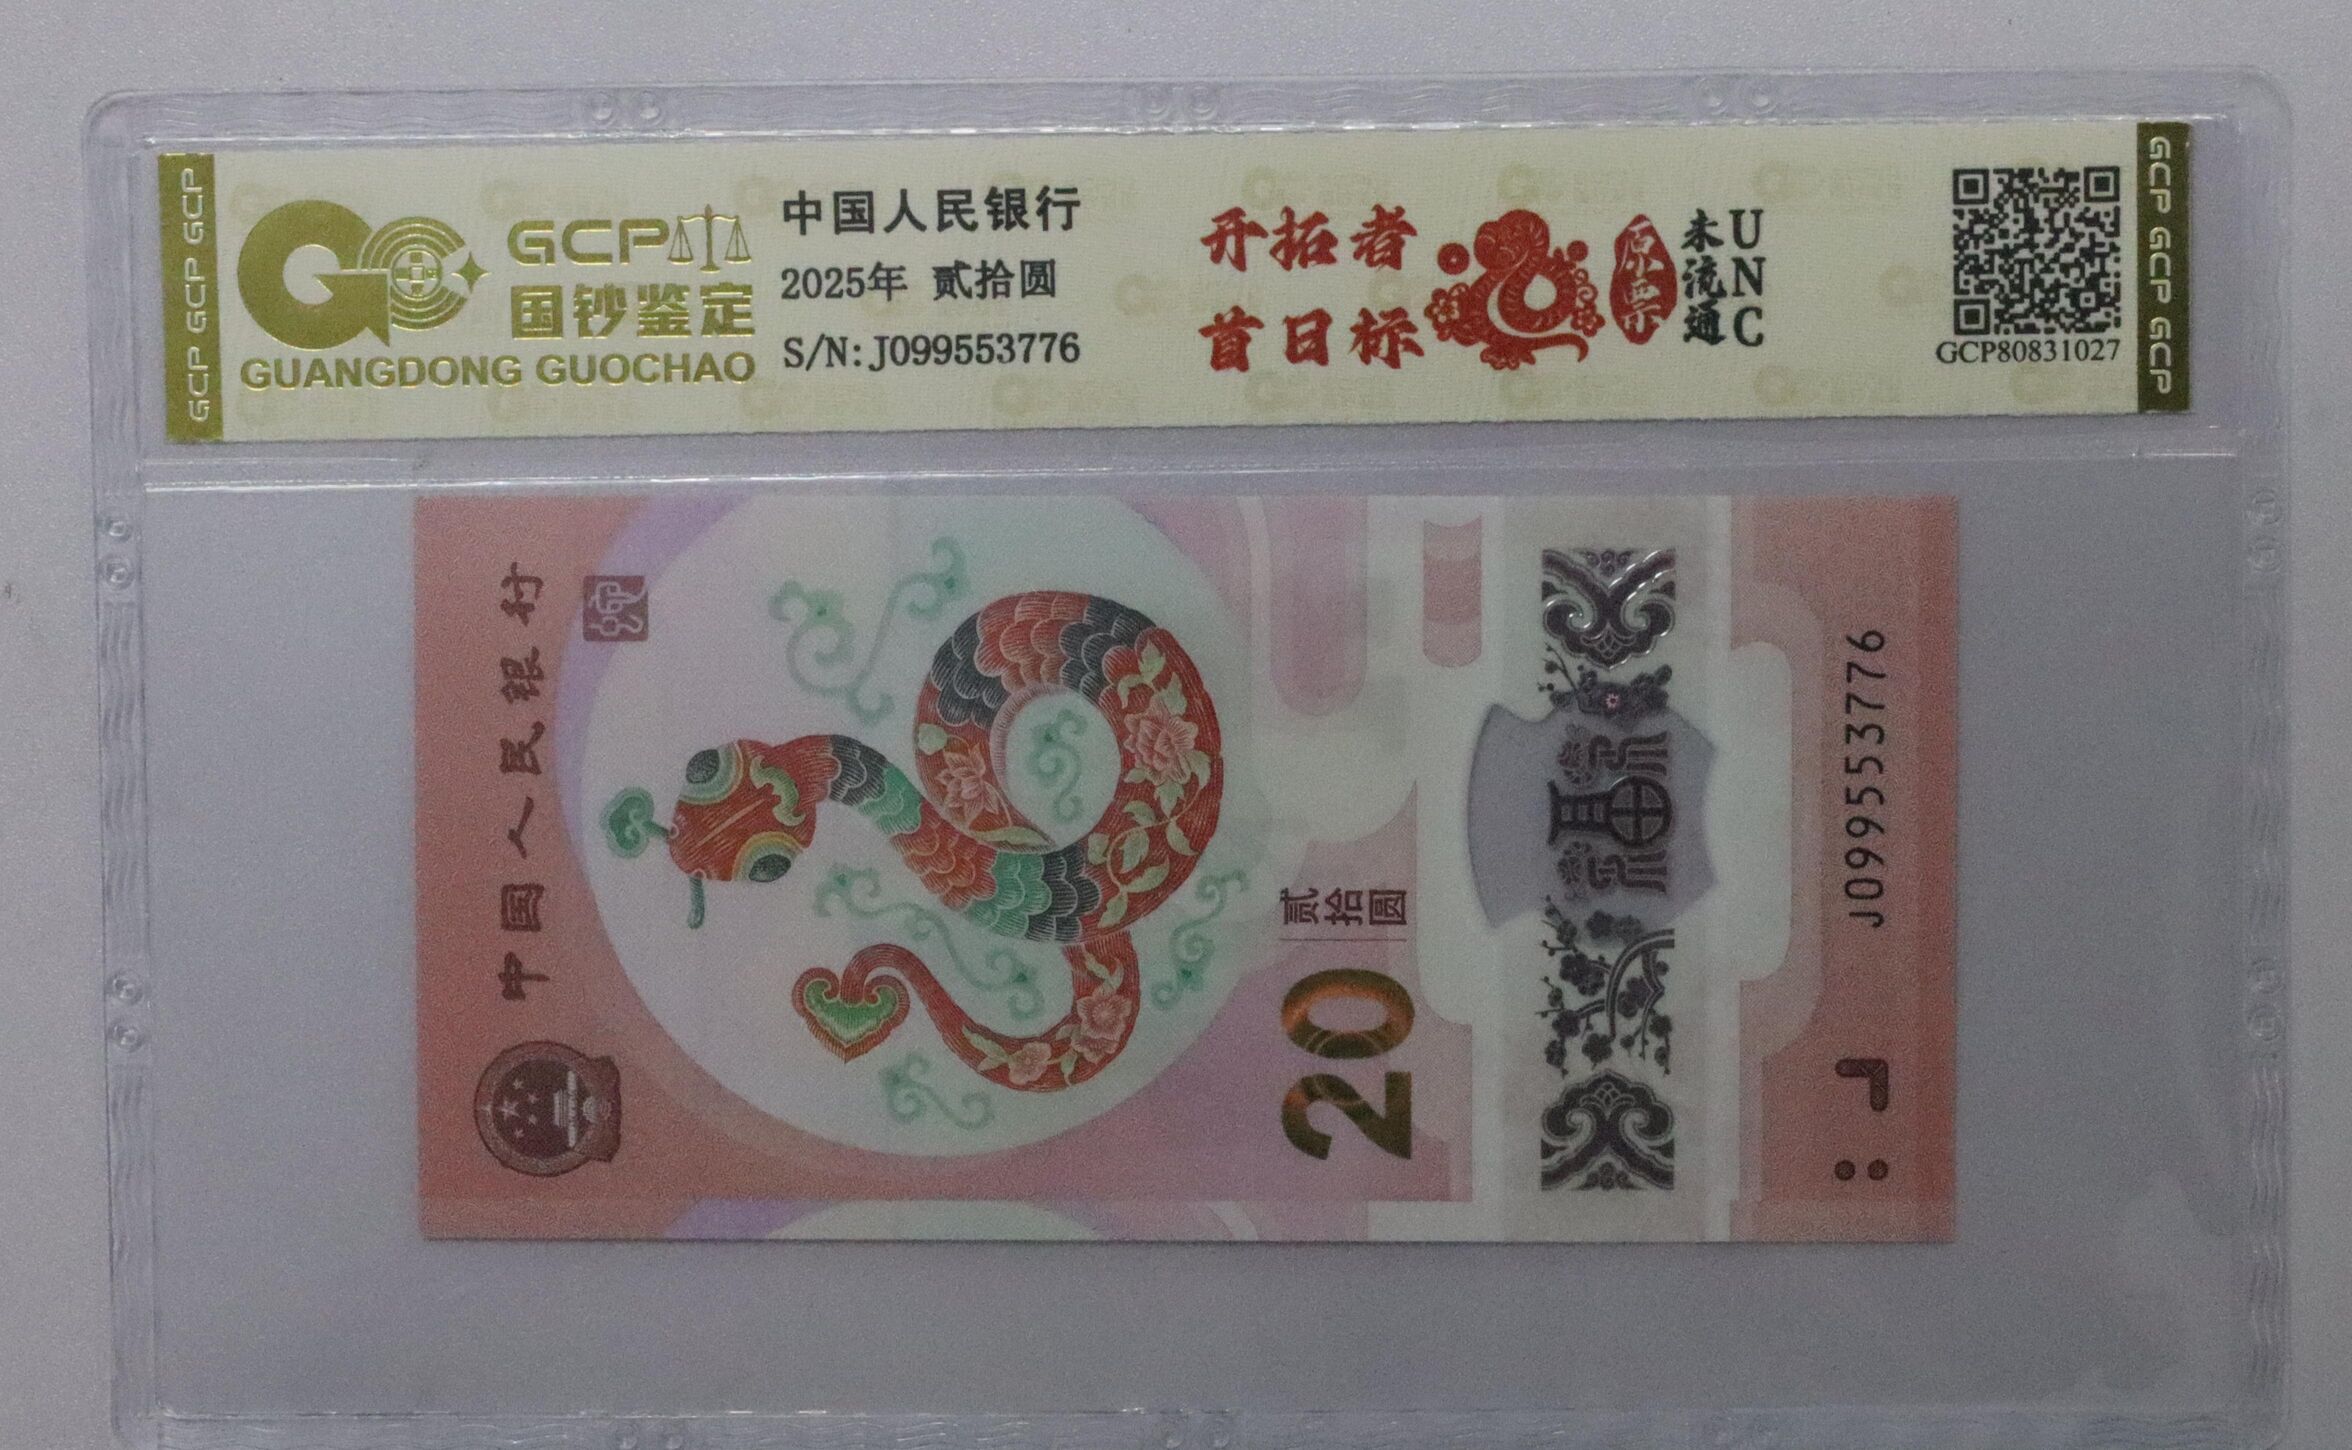 GCP GCP GCP
GCP
国钞鉴定
GUANGDONG GUOCHAO
中国人民银行
2025年 贰拾圆
S/N: J099553776
开拓者
首日标
原票
未流通
UNC
GCP80831027
GCP GCP GCP
中国人民银行
贰拾圆
20
福
J099553776